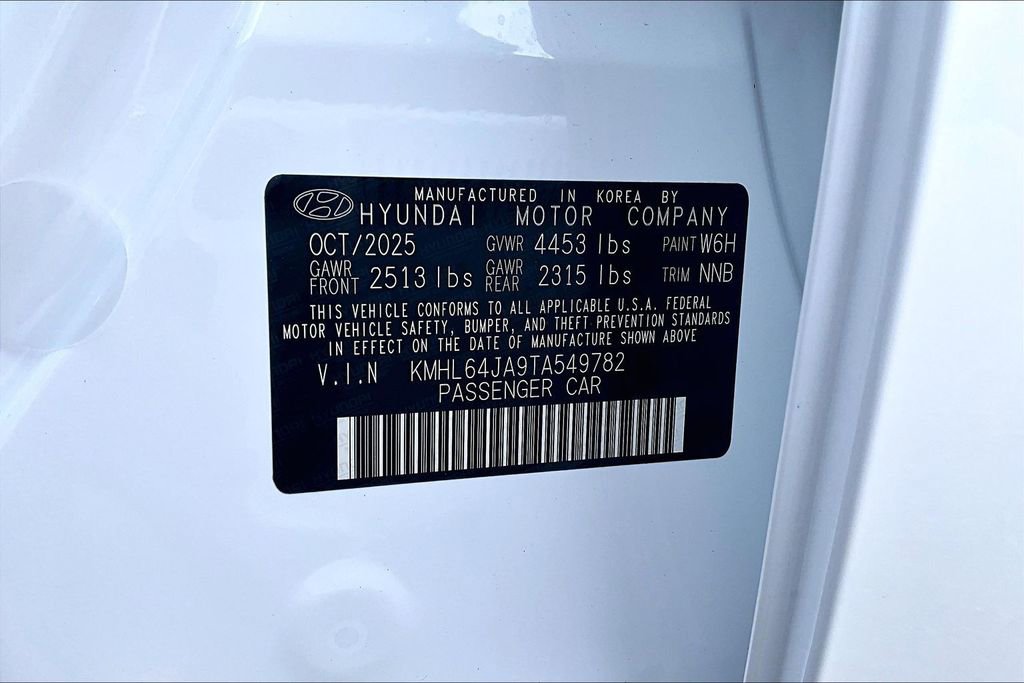 MANUFACTURED IN KOREA BY
HYUNDAI MOTOR COMPANY
OCT/2025 GVWR 4453 lbs PAINT W6H
GAWR FRONT 2513 lbs GAWR REAR 2315 lbs TRIM NNB
THIS VEHICLE CONFORMS TO ALL APPLICABLE U.S.A. FEDERAL
MOTOR VEHICLE SAFETY, BUMPER, AND THEFT PREVENTION STANDARDS
IN EFFECT ON THE DATE OF MANUFACTURE SHOWN ABOVE
V.I.N KMHL64JA9TA549782
PASSENGER CAR